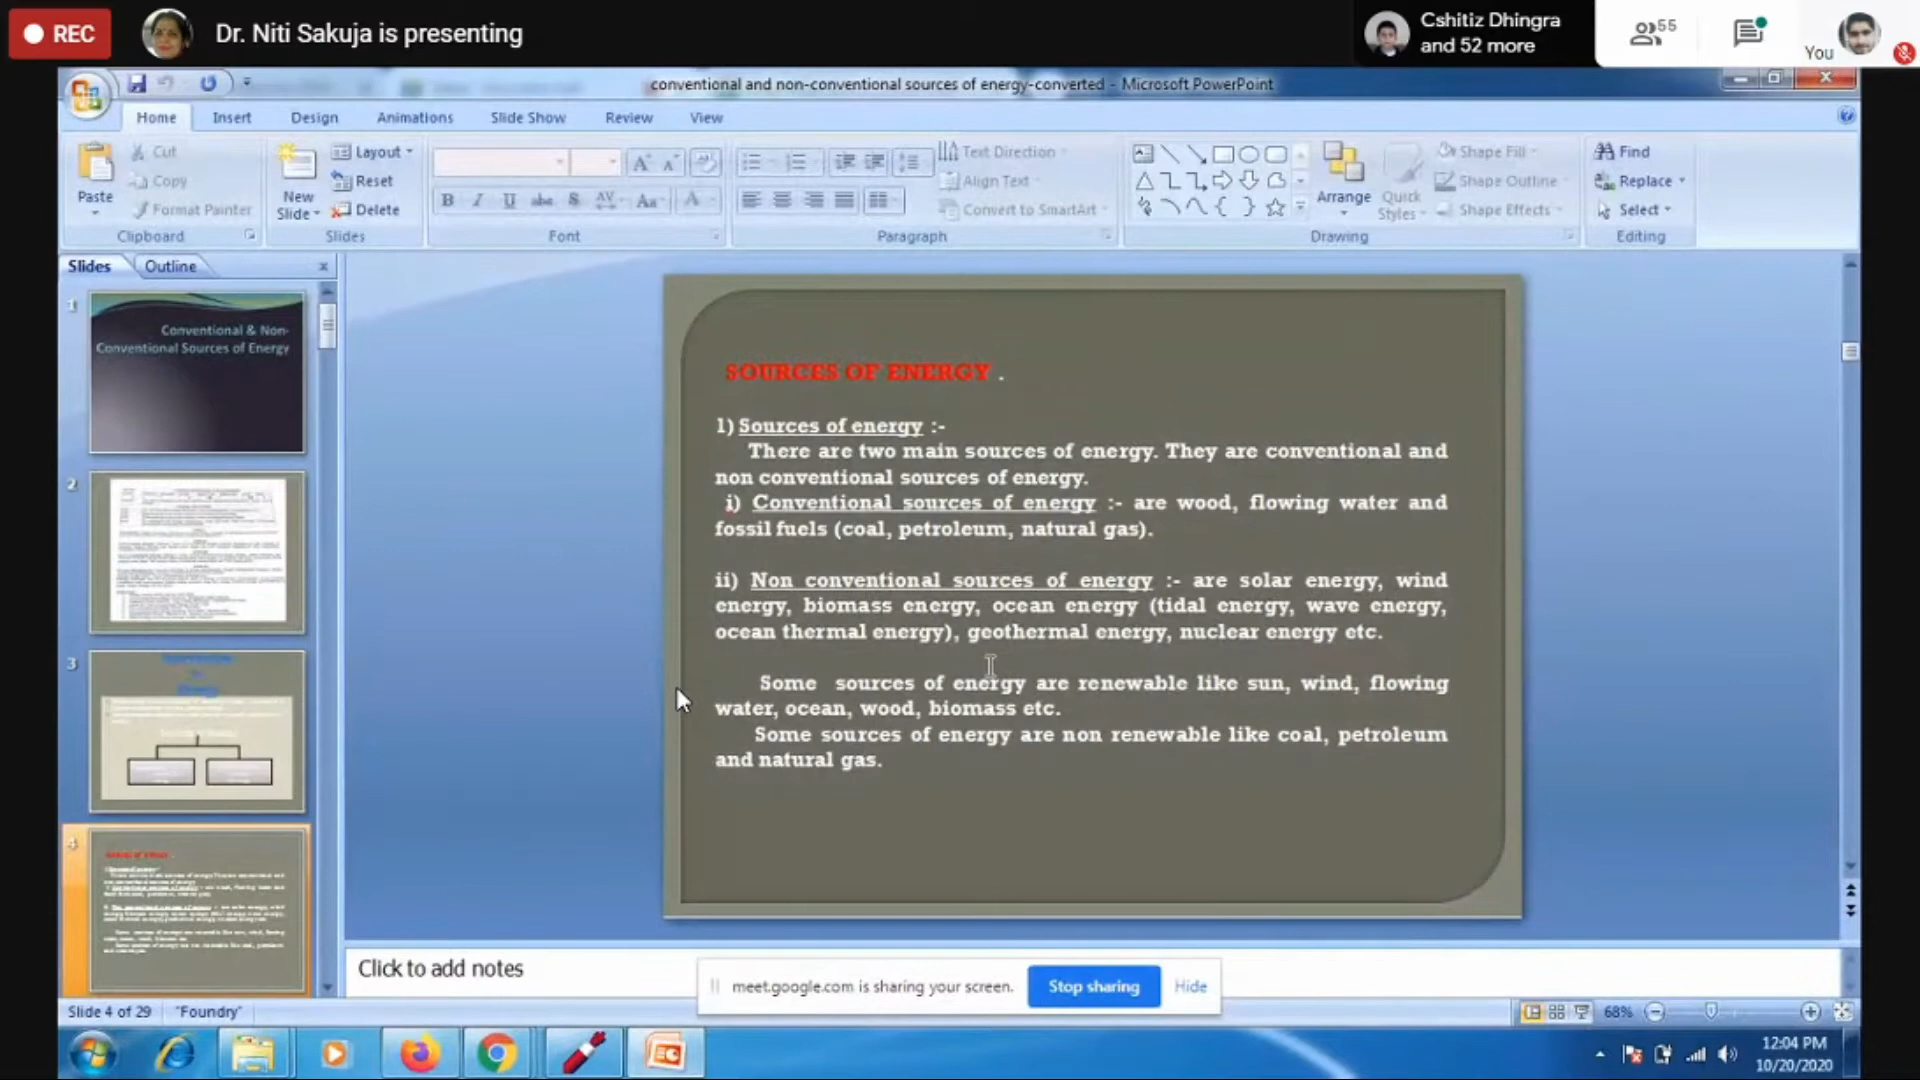 REC
Dr. Niti Sakuja is presenting
Cshitiz Dhingra
and 52 more
55
You
conventional and non-conventional sources of energy-converted - Microsoft PowerPoint
Home Insert Design Animations Slide Show Review View
Paste
Cut
Copy
Format Painter
Clipboard
New
Slide
Layout
Reset
Delete
Slides
B I U abc S AV Aa A
Font
Text Direction
Align Text
Convert to SmartArt
Paragraph
Arrange
Quick
Styles
Shape Fill
Shape Outline
Shape Effects
Drawing
Find
Replace
Select
Editing
Slides Outline
1
Conventional & Non-
Conventional Sources of Energy
2
3
4
SOURCES OF ENERGY .
1) Sources of energy :-
There are two main sources of energy. They are conventional and
non conventional sources of energy.
i) Conventional sources of energy :- are wood, flowing water and
fossil fuels (coal, petroleum, natural gas).
ii) Non conventional sources of energy :- are solar energy, wind
energy, biomass energy, ocean energy (tidal energy, wave energy,
ocean thermal energy), geothermal energy, nuclear energy etc.
Some sources of energy are renewable like sun, wind, flowing
water, ocean, wood, biomass etc.
Some sources of energy are non renewable like coal, petroleum
and natural gas.
Click to add notes
meet.google.com is sharing your screen. Stop sharing Hide
Slide 4 of 29 "Foundry" 68%
12:04 PM
10/20/2020